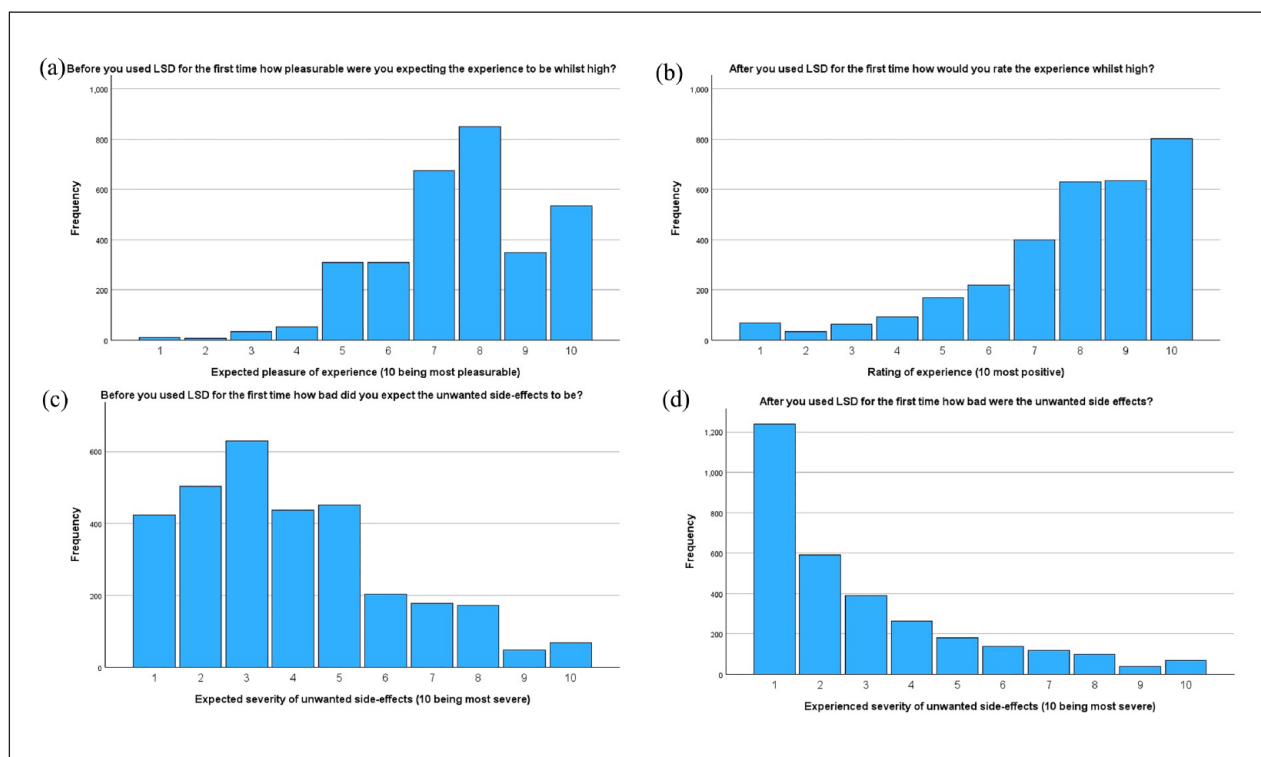 (a) Before you used LSD for the first time how pleasurable were you expecting the experience to be whilst high?
1,000
800
600
400
200
0
Frequency
1 2 3 4 5 6 7 8 9 10
Expected pleasure of experience (10 being most pleasurable)
(b) After you used LSD for the first time how would you rate the experience whilst high?
1,000
800
600
400
200
0
Frequency
1 2 3 4 5 6 7 8 9 10
Rating of experience (10 most positive)
(c) Before you used LSD for the first time how bad did you expect the unwanted side-effects to be?
600
400
200
0
Frequency
1 2 3 4 5 6 7 8 9 10
Expected severity of unwanted side-effects (10 being most severe)
(d) After you used LSD for the first time how bad were the unwanted side effects?
1,200
1,000
800
600
400
200
0
Frequency
1 2 3 4 5 6 7 8 9 10
Experienced severity of unwanted side-effects (10 being most severe)